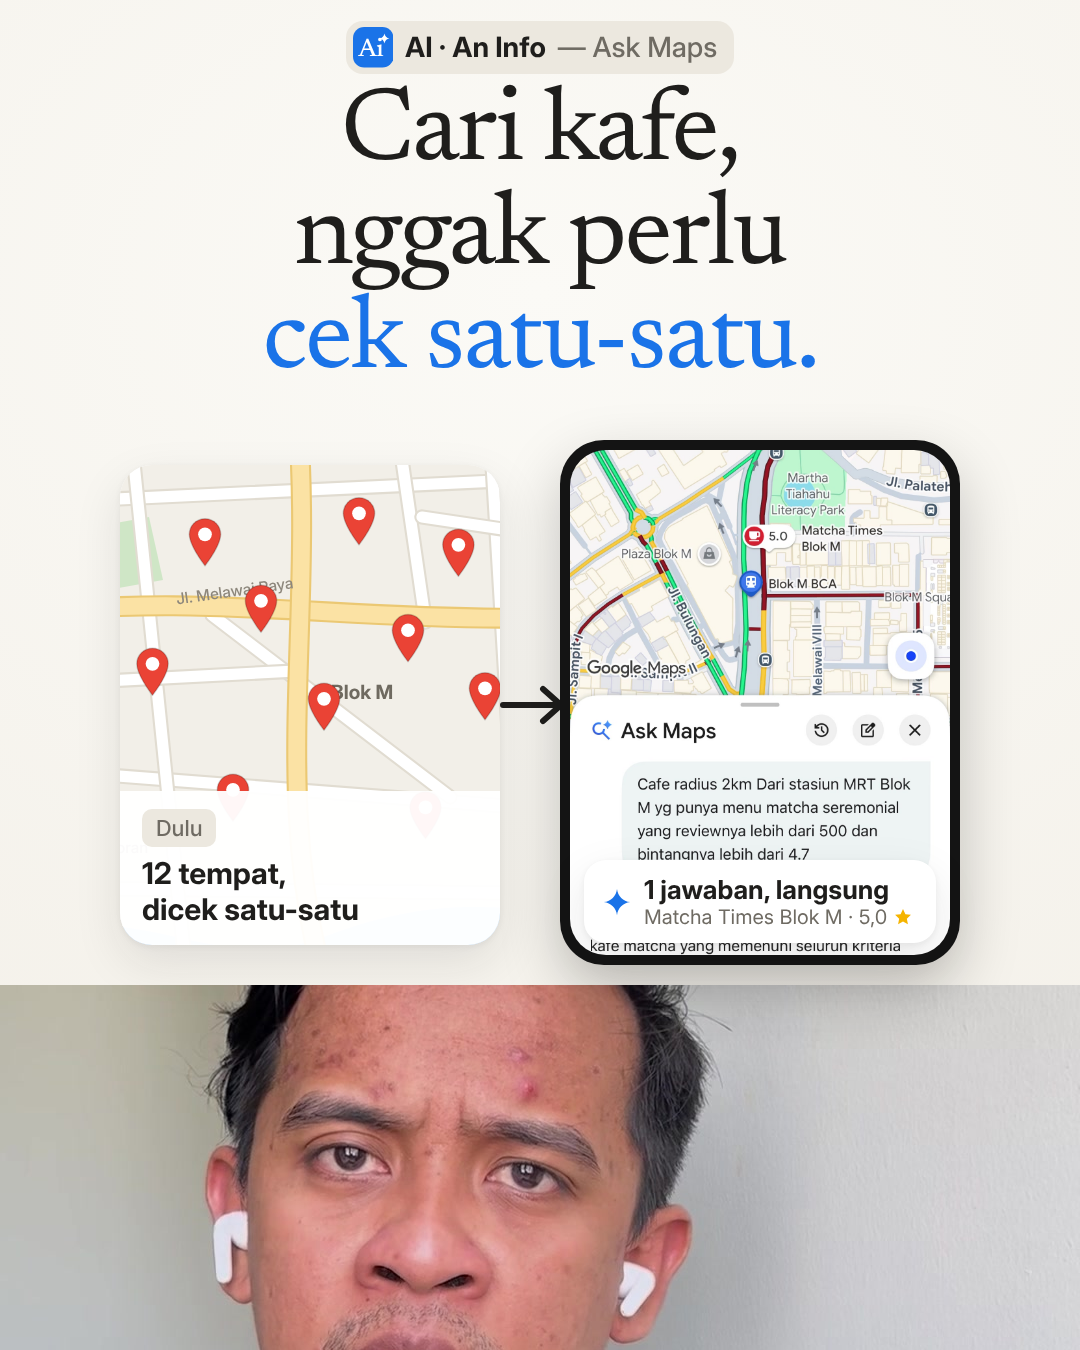 Ai AI · An Info — Ask Maps
Cari kafe,
nggak perlu
cek satu-satu.
Jl. Melawai Raya
Blok M
Dulu
12 tempat,
dicek satu-satu
Martha
Tiahahu
Literacy Park
Jl. Palateh
5.0
Matcha Times
Blok M
Plaza Blok M
Blok M BCA
Blok M Squa
Jl. Bulungan
Melawai VIII
Jl. Sampit I
Google Maps
Ask Maps
Cafe radius 2km Dari stasiun MRT Blok
M yg punya menu matcha seremonial
yang reviewnya lebih dari 500 dan
bintangnya lebih dari 4.7
1 jawaban, langsung
Matcha Times Blok M · 5,0
kafe matcha yang memenuhi seluruh kriteria